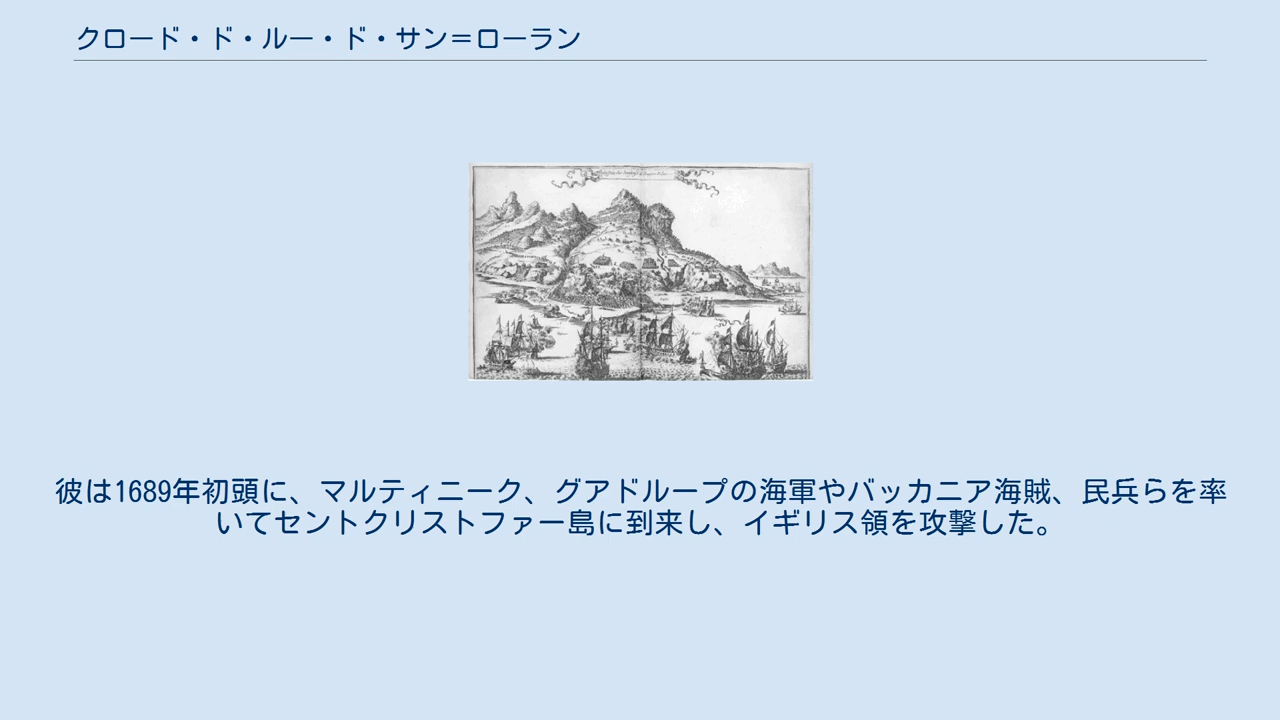 クロード・ド・ルー・ド・サン＝ローラン
彼は1689年初頭に、マルティニーク、グアドループの海軍やバッカニア海賊、民兵らを率
いてセントクリストファー島に到来し、イギリス領を攻撃した。